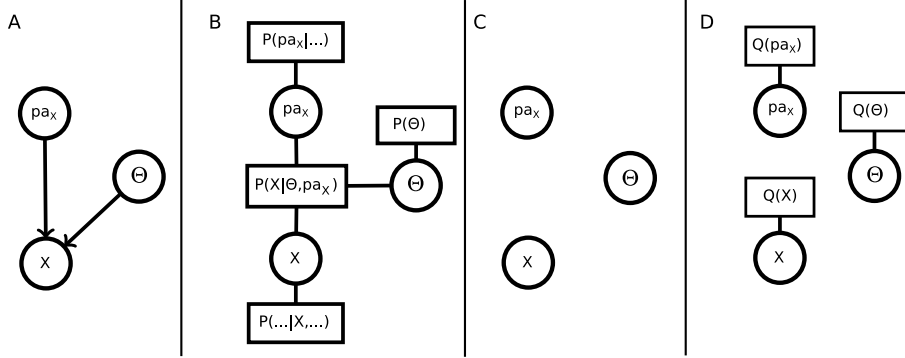 A
pa_X
Θ
X
B
P(pa_X|...)
pa_X
P(Θ)
P(X|Θ,pa_X)
Θ
X
P(...|X,...)
C
pa_X
Θ
X
D
Q(pa_X)
pa_X
Q(Θ)
Θ
Q(X)
X